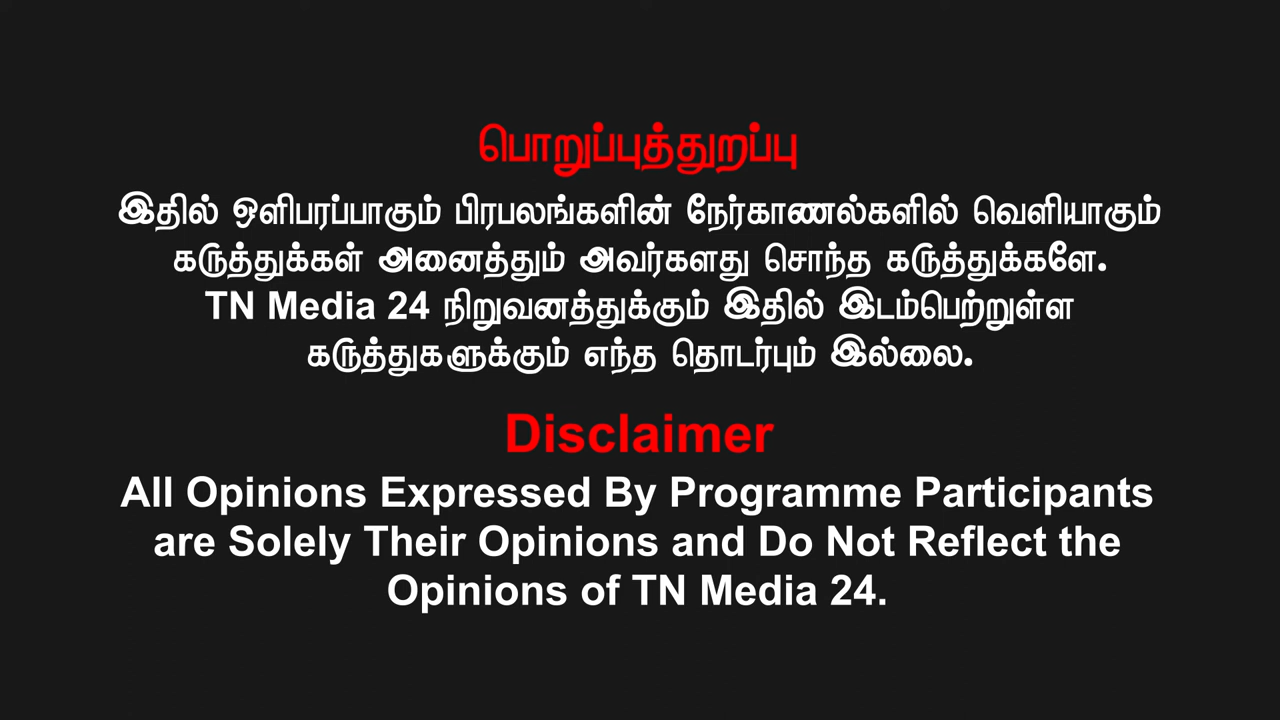 பொறுப்புத்துறப்பு
இதில் ஒளிபரப்பாகும் பிரபலங்களின் நேர்காணல்களில் வெளியாகும்
கருத்துக்கள் அனைத்தும் அவர்களது சொந்த கருத்துக்களே.
TN Media 24 நிறுவனத்துக்கும் இதில் இடம்பெற்றுள்ள
கருத்துகளுக்கும் எந்த தொடர்பும் இல்லை.
Disclaimer
All Opinions Expressed By Programme Participants
are Solely Their Opinions and Do Not Reflect the
Opinions of TN Media 24.